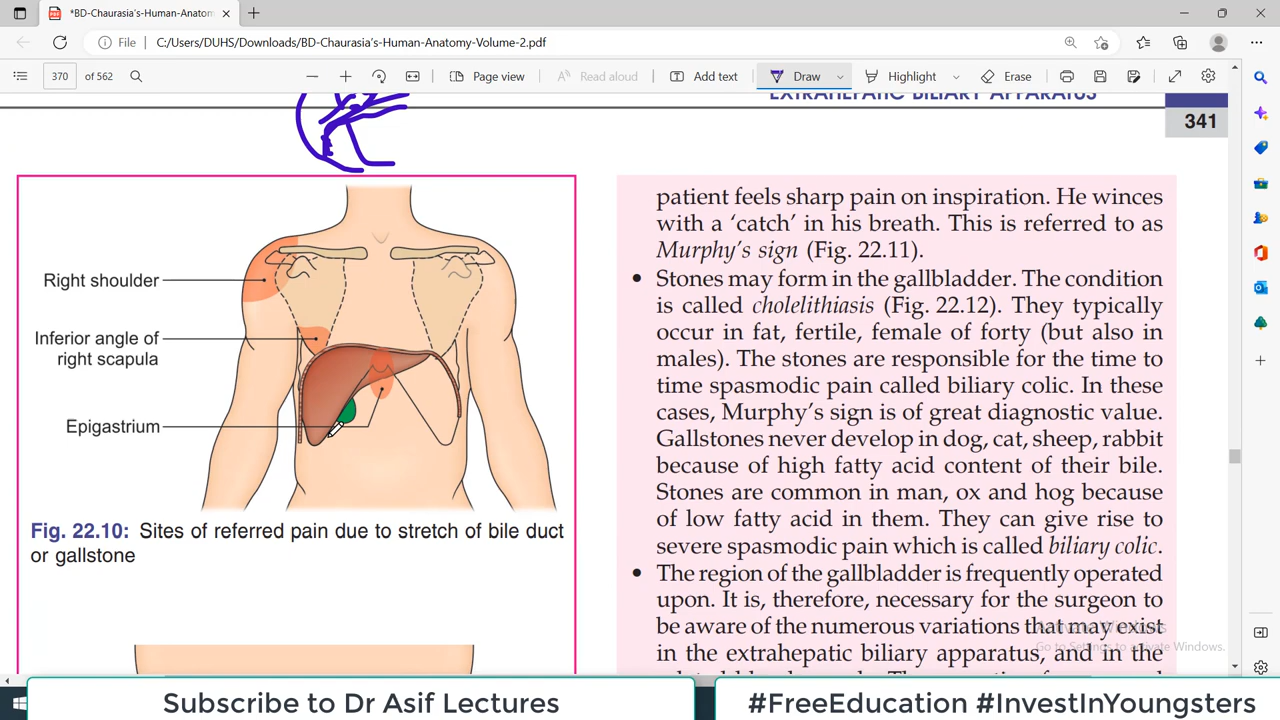 *BD-Chaurasia's-Human-Anatom
File
C:/Users/DUHS/Downloads/BD-Chaurasia's-Human-Anatomy-Volume-2.pdf
370
of 562
Page view
Read aloud
Add text
Draw
Highlight
Erase
EXTRAHEPATIC BILIARY APPARATUS
341
Right shoulder
Inferior angle of
right scapula
Epigastrium
Fig. 22.10: Sites of referred pain due to stretch of bile duct
or gallstone
patient feels sharp pain on inspiration. He winces
with a ‘catch’ in his breath. This is referred to as
Murphy’s sign (Fig. 22.11).
• Stones may form in the gallbladder. The condition
is called cholelithiasis (Fig. 22.12). They typically
occur in fat, fertile, female of forty (but also in
males). The stones are responsible for the time to
time spasmodic pain called biliary colic. In these
cases, Murphy’s sign is of great diagnostic value.
Gallstones never develop in dog, cat, sheep, rabbit
because of high fatty acid content of their bile.
Stones are common in man, ox and hog because
of low fatty acid in them. They can give rise to
severe spasmodic pain which is called biliary colic.
• The region of the gallbladder is frequently operated
upon. It is, therefore, necessary for the surgeon to
be aware of the numerous variations that may exist
in the extrahepatic biliary apparatus, and in the
Activate Windows
Go to Settings to activate Windows.
Subscribe to Dr Asif Lectures
#FreeEducation #InvestInYoungsters